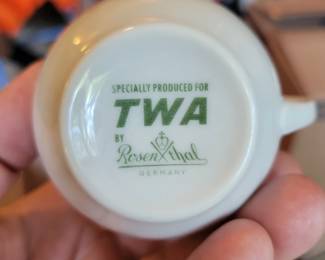 SPECIALLY PRODUCED FOR
TWA
BY
Rosenthal
GERMANY